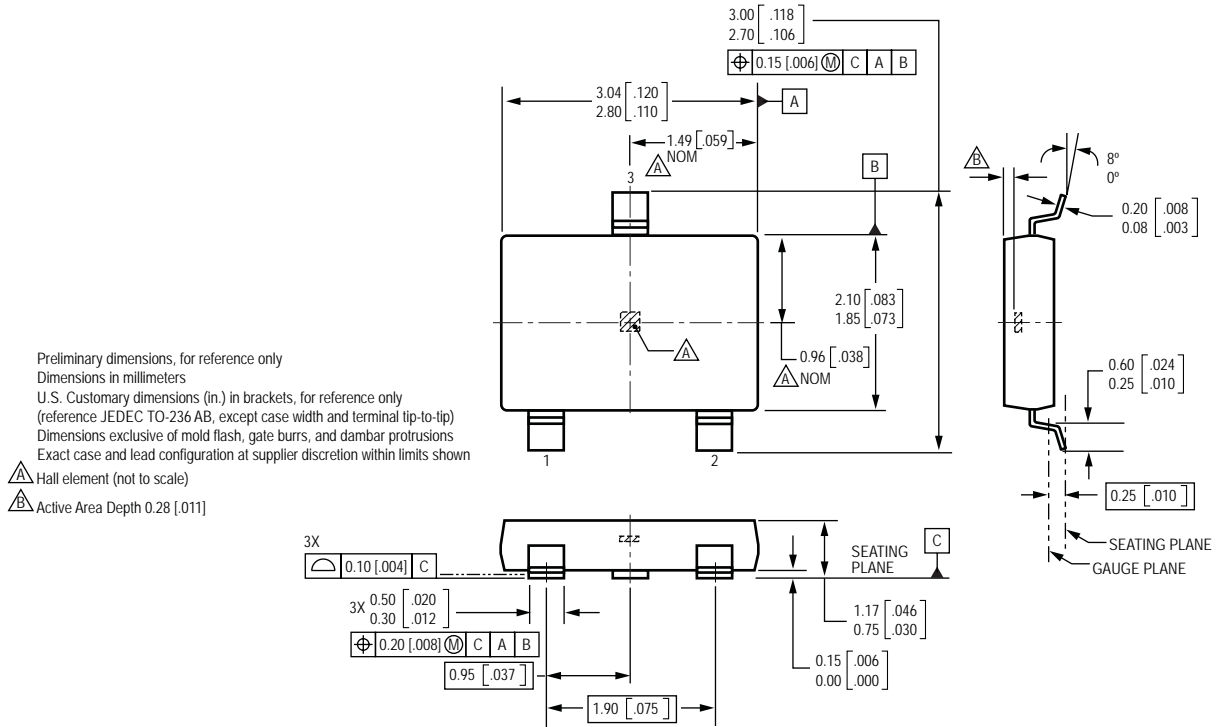 3.00 [.118
2.70 [.106
⌖ 0.15 [.006] Ⓜ C A B
3.04 [.120]
2.80 [.110]
A
1.49 [.059]
A NOM
3
B
B
8º
0º
0.20 [.008]
0.08 [.003]
2.10 [.083]
1.85 [.073]
A
0.96 [.038]
A NOM
Preliminary dimensions, for reference only
Dimensions in millimeters
U.S. Customary dimensions (in.) in brackets, for reference only
(reference JEDEC TO-236 AB, except case width and terminal tip-to-tip)
Dimensions exclusive of mold flash, gate burrs, and dambar protrusions
Exact case and lead configuration at supplier discretion within limits shown
A Hall element (not to scale)
B Active Area Depth 0.28 [.011]
0.60 [.024]
0.25 [.010]
1
2
0.25 [.010]
SEATING PLANE
GAUGE PLANE
3X
⌓ 0.10 [.004] C
SEATING
PLANE
C
3X 0.50 [.020]
0.30 [.012]
⌖ 0.20 [.008] Ⓜ C A B
1.17 [.046]
0.75 [.030]
0.95 [.037]
0.15 [.006]
0.00 [.000]
1.90 [.075]